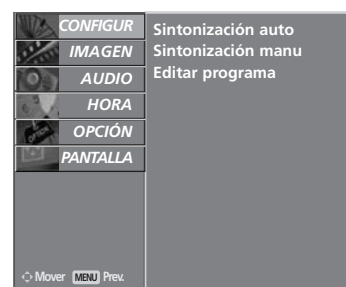 CONFIGUR
IMAGEN
AUDIO
HORA
OPCIÓN
PANTALLA
Sintonización auto
Sintonización manu
Editar programa
Mover MENU Prev.